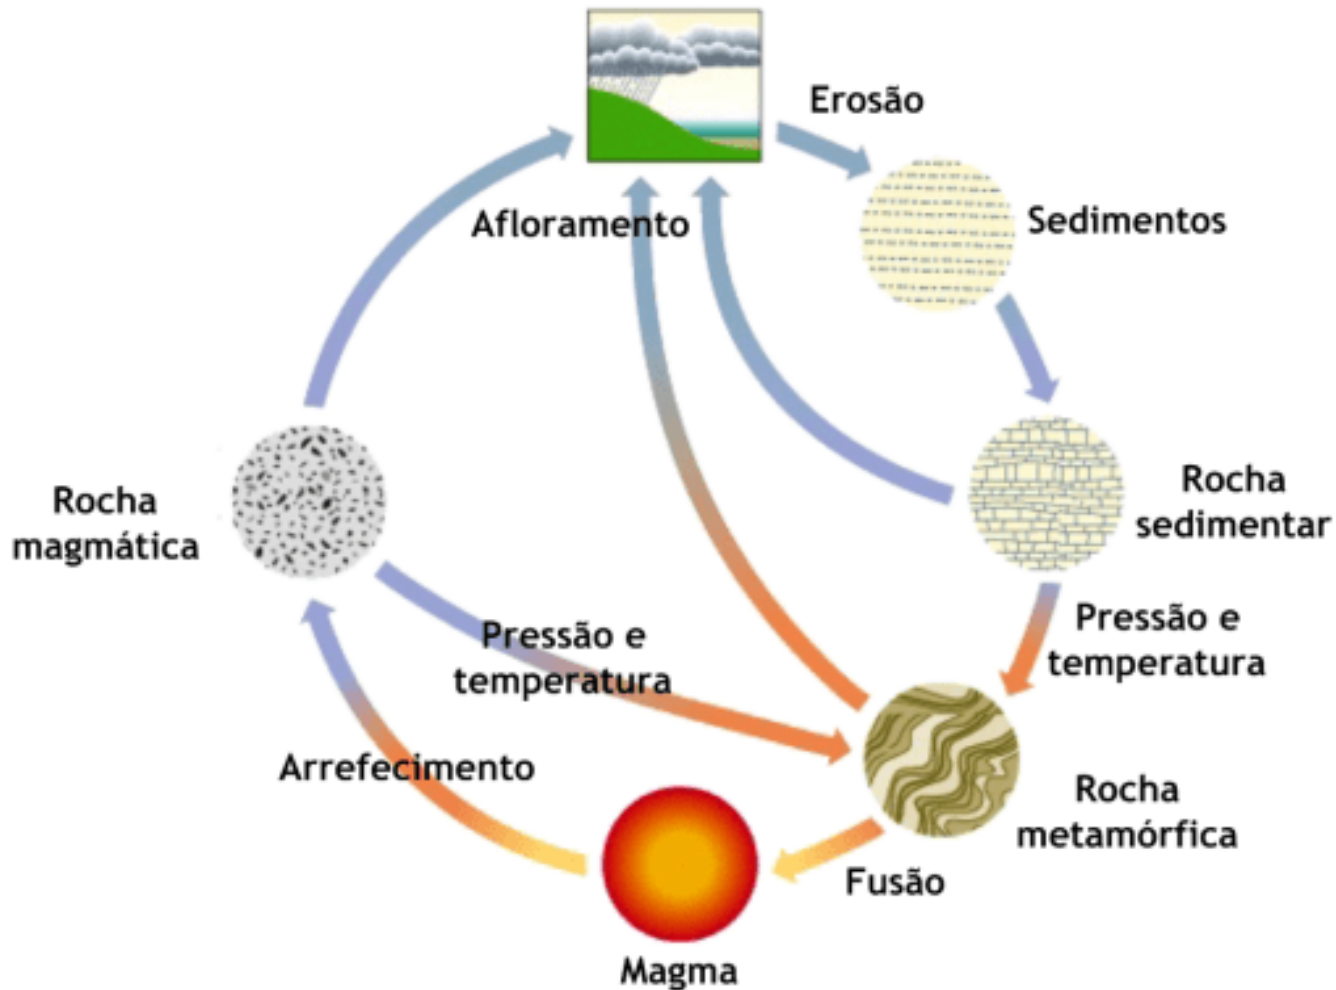 Erosão
Afloramento
Sedimentos
Rocha
magmática
Rocha
sedimentar
Pressão e
temperatura
Pressão e
temperatura
Arrefecimento
Rocha
metamórfica
Fusão
Magma